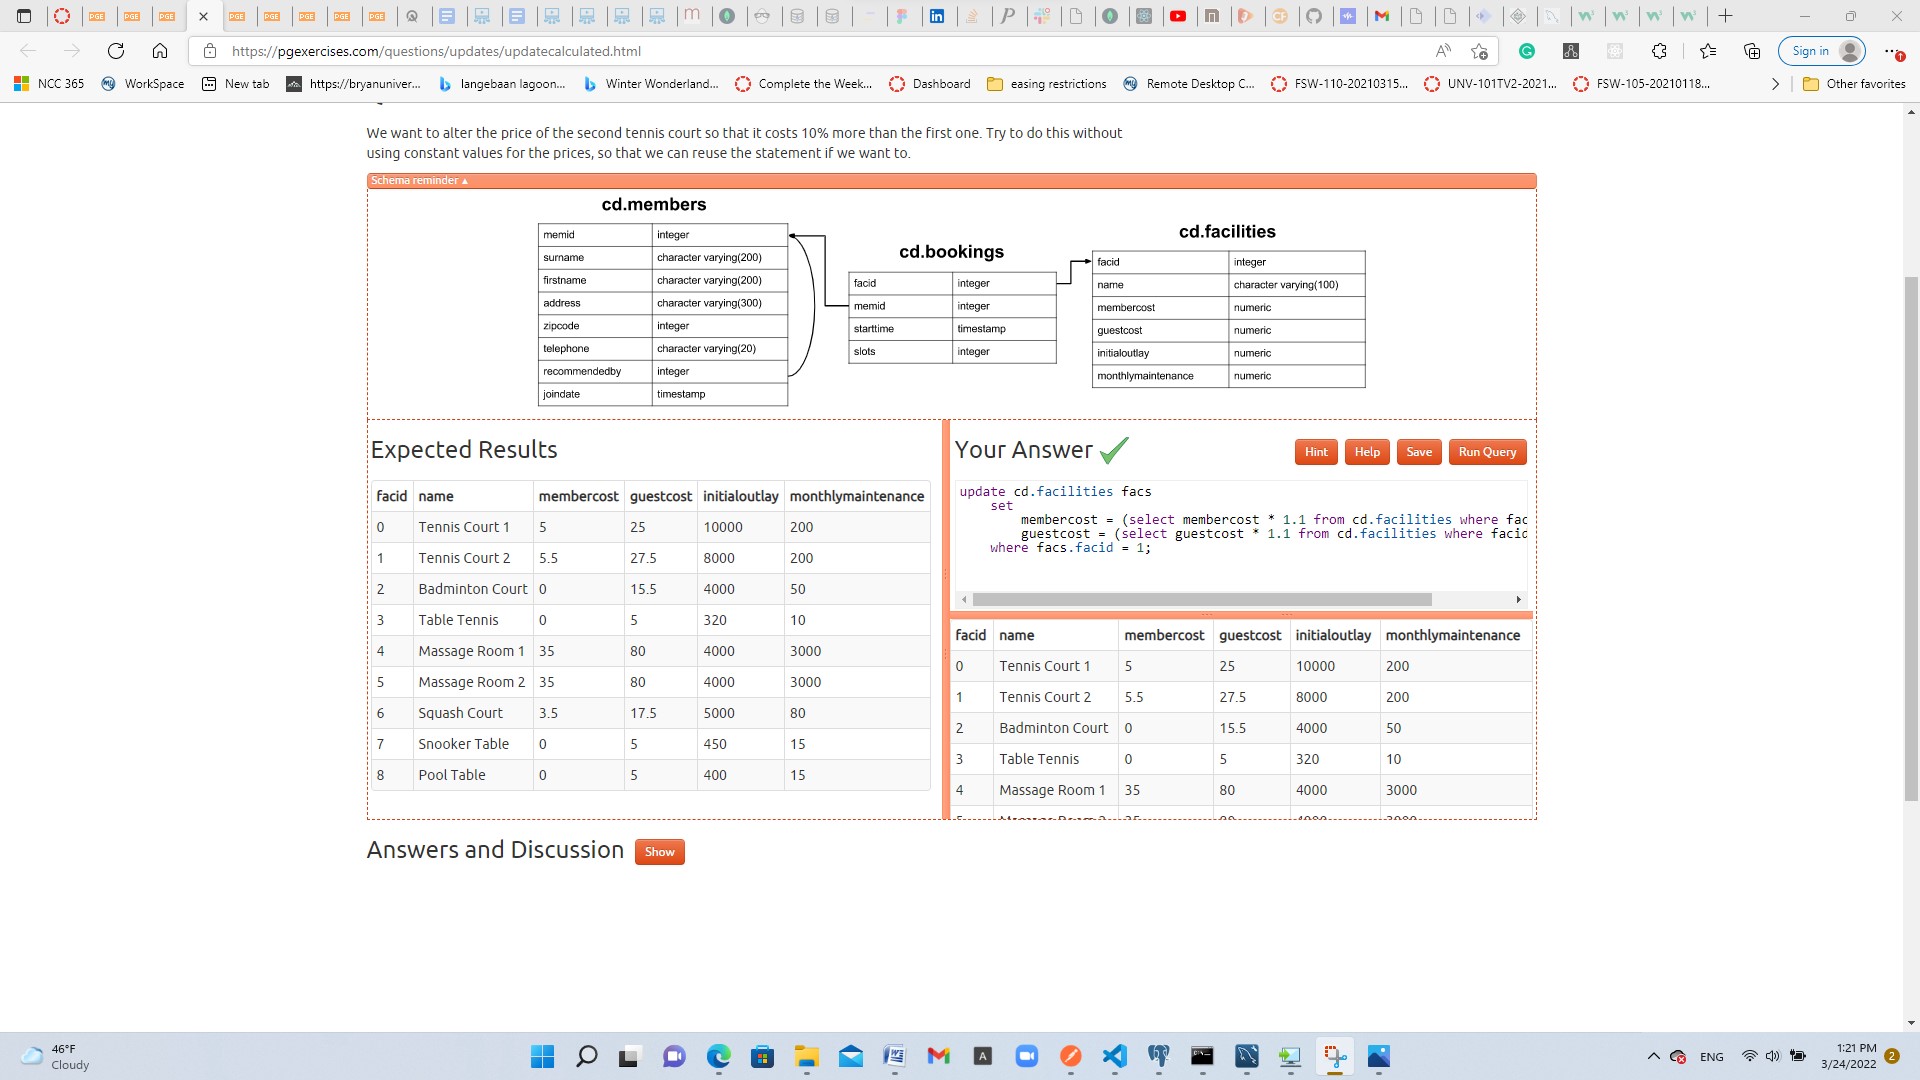 https://pgexercises.com/questions/updates/updatecalculated.html
Sign in
NCC 365
WorkSpace
New tab
https://bryanuniver...
langebaan lagoon...
Winter Wonderland...
Complete the Week...
Dashboard
easing restrictions
Remote Desktop C...
FSW-110-20210315...
UNV-101TV2-2021...
FSW-105-20210118...
Other favorites
We want to alter the price of the second tennis court so that it costs 10% more than the first one. Try to do this without
using constant values for the prices, so that we can reuse the statement if we want to.
Schema reminder ▲
cd.members
memid integer
surname character varying(200)
firstname character varying(200)
address character varying(300)
zipcode integer
telephone character varying(20)
recommendedby integer
joindate timestamp
cd.bookings
facid integer
memid integer
starttime timestamp
slots integer
cd.facilities
facid integer
name character varying(100)
membercost numeric
guestcost numeric
initialoutlay numeric
monthlymaintenance numeric
Expected Results
facid name membercost guestcost initialoutlay monthlymaintenance
0 Tennis Court 1 5 25 10000 200
1 Tennis Court 2 5.5 27.5 8000 200
2 Badminton Court 0 15.5 4000 50
3 Table Tennis 0 5 320 10
4 Massage Room 1 35 80 4000 3000
5 Massage Room 2 35 80 4000 3000
6 Squash Court 3.5 17.5 5000 80
7 Snooker Table 0 5 450 15
8 Pool Table 0 5 400 15
Your Answer
Hint Help Save Run Query
update cd.facilities facs
set
membercost = (select membercost * 1.1 from cd.facilities where fac
guestcost = (select guestcost * 1.1 from cd.facilities where facid
where facs.facid = 1;
facid name membercost guestcost initialoutlay monthlymaintenance
0 Tennis Court 1 5 25 10000 200
1 Tennis Court 2 5.5 27.5 8000 200
2 Badminton Court 0 15.5 4000 50
3 Table Tennis 0 5 320 10
4 Massage Room 1 35 80 4000 3000
Answers and Discussion Show
46°F
Cloudy
ENG
1:21 PM
3/24/2022
2